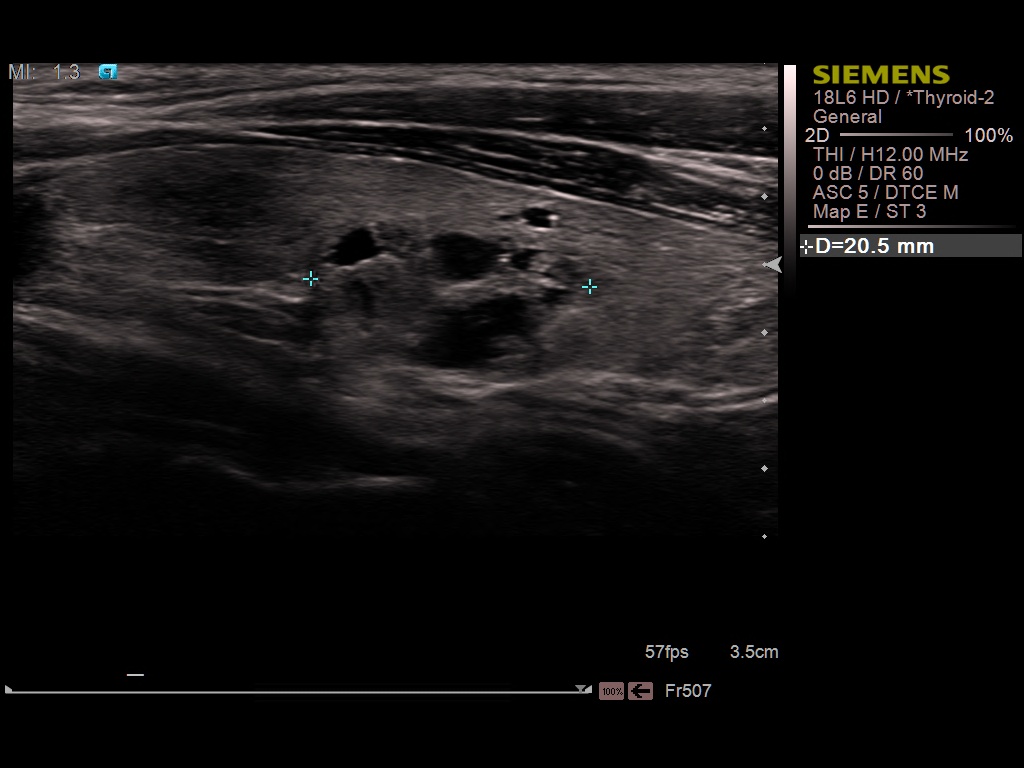 MI: 1.3
SIEMENS
18L6 HD / *Thyroid-2
General
2D 100%
THI / H12.00 MHz
0 dB / DR 60
ASC 5 / DTCE M
Map E / ST 3
D=20.5 mm
57fps 3.5cm
100% Fr507